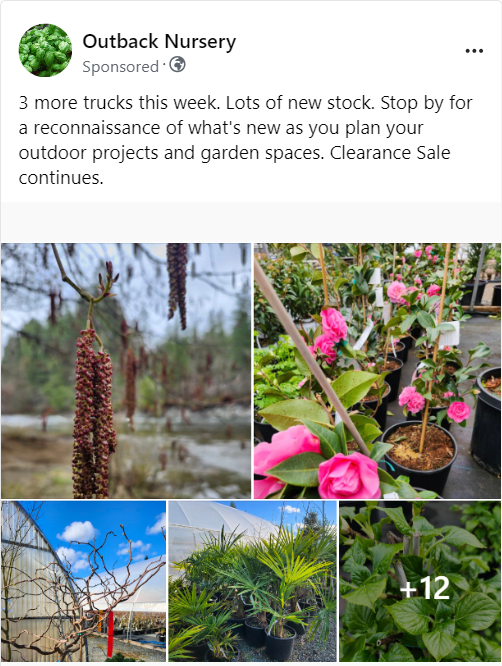 Outback Nursery
Sponsored ·
3 more trucks this week. Lots of new stock. Stop by for
a reconnaissance of what's new as you plan your
outdoor projects and garden spaces. Clearance Sale
continues.
+12